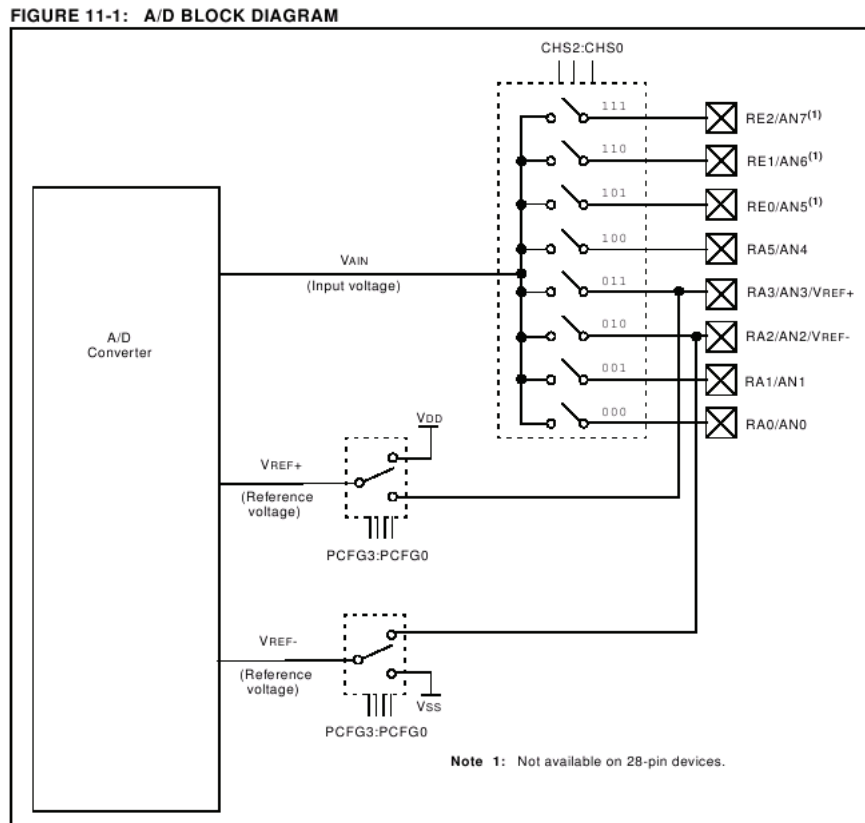 FIGURE 11-1: A/D BLOCK DIAGRAM
CHS2:CHS0
111
RE2/AN7(1)
110
RE1/AN6(1)
101
RE0/AN5(1)
100
RA5/AN4
VAIN
(Input voltage)
011
RA3/AN3/VREF+
010
RA2/AN2/VREF-
A/D
Converter
001
RA1/AN1
000
RA0/AN0
VDD
VREF+
(Reference
voltage)
PCFG3:PCFG0
VREF-
(Reference
voltage)
VSS
PCFG3:PCFG0
Note 1: Not available on 28-pin devices.